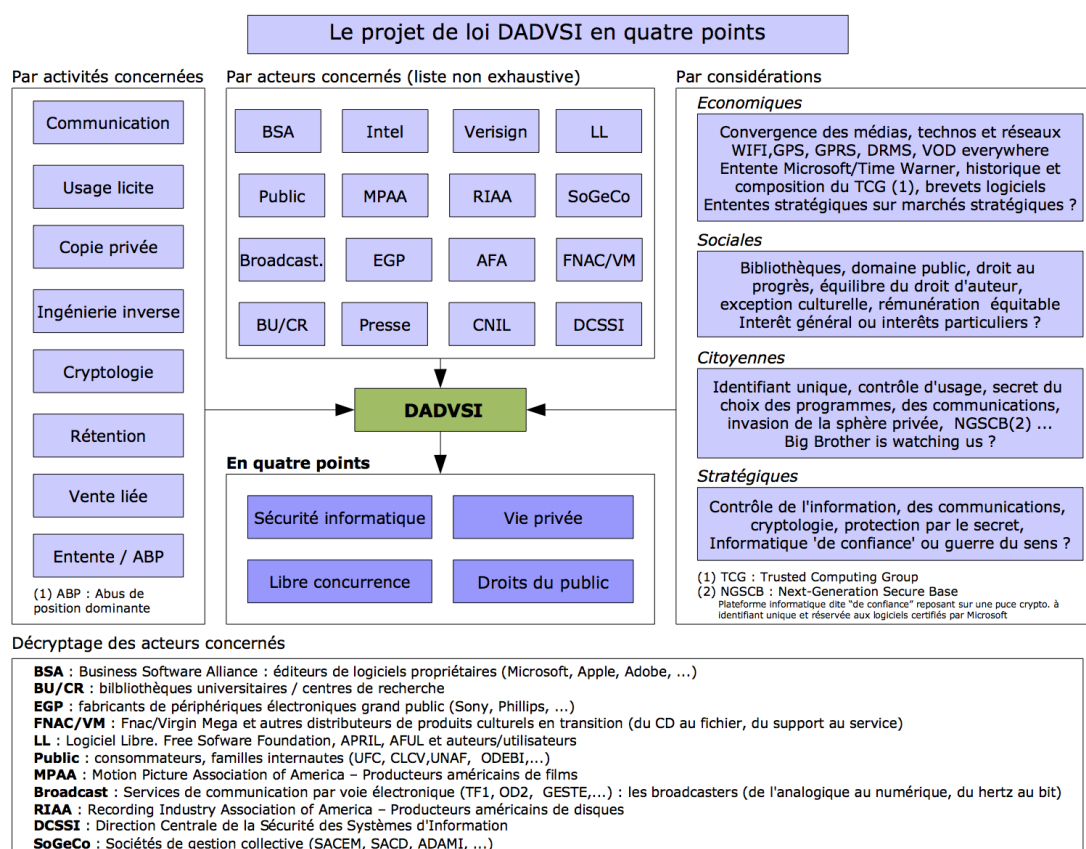 Le projet de loi DADVSI en quatre points
Par activités concernées
Communication
Usage licite
Copie privée
Ingénierie inverse
Cryptologie
Rétention
Vente liée
Entente / ABP
(1) ABP : Abus de
position dominante
Par acteurs concernés (liste non exhaustive)
BSA
Intel
Verisign
LL
Public
MPAA
RIAA
SoGeCo
Broadcast.
EGP
AFA
FNAC/VM
BU/CR
Presse
CNIL
DCSSI
DADVSI
En quatre points
Sécurité informatique
Vie privée
Libre concurrence
Droits du public
Par considérations
Economiques
Convergence des médias, technos et réseaux
WIFI,GPS, GPRS, DRMS, VOD everywhere
Entente Microsoft/Time Warner, historique et
composition du TCG (1), brevets logiciels
Ententes stratégiques sur marchés stratégiques ?
Sociales
Bibliothèques, domaine public, droit au
progrès, équilibre du droit d'auteur,
exception culturelle, rémunération équitable
Interêt général ou interêts particuliers ?
Citoyennes
Identifiant unique, contrôle d'usage, secret du
choix des programmes, des communications,
invasion de la sphère privée, NGSCB(2) ...
Big Brother is watching us ?
Stratégiques
Contrôle de l'information, des communications,
cryptologie, protection par le secret,
Informatique 'de confiance' ou guerre du sens ?
(1) TCG : Trusted Computing Group
(2) NGSCB : Next-Generation Secure Base
Plateforme informatique dite “de confiance” reposant sur une puce crypto. à
identifiant unique et réservée aux logiciels certifiés par Microsoft
Décryptage des acteurs concernés
BSA : Business Software Alliance : éditeurs de logiciels propriétaires (Microsoft, Apple, Adobe, ...)
BU/CR : bilbliothèques universitaires / centres de recherche
EGP : fabricants de périphériques électroniques grand public (Sony, Phillips, ...)
FNAC/VM : Fnac/Virgin Mega et autres distributeurs de produits culturels en transition (du CD au fichier, du support au service)
LL : Logiciel Libre. Free Sofware Foundation, APRIL, AFUL et auteurs/utilisateurs
Public : consommateurs, familles internautes (UFC, CLCV,UNAF, ODEBI,...)
MPAA : Motion Picture Association of America – Producteurs américains de films
Broadcast : Services de communication par voie électronique (TF1, OD2, GESTE,...) : les broadcasters (de l'analogique au numérique, du hertz au bit)
RIAA : Recording Industry Association of America – Producteurs américains de disques
DCSSI : Direction Centrale de la Sécurité des Systèmes d'Information
SoGeCo : Sociétés de gestion collective (SACEM, SACD, ADAMI, ...)